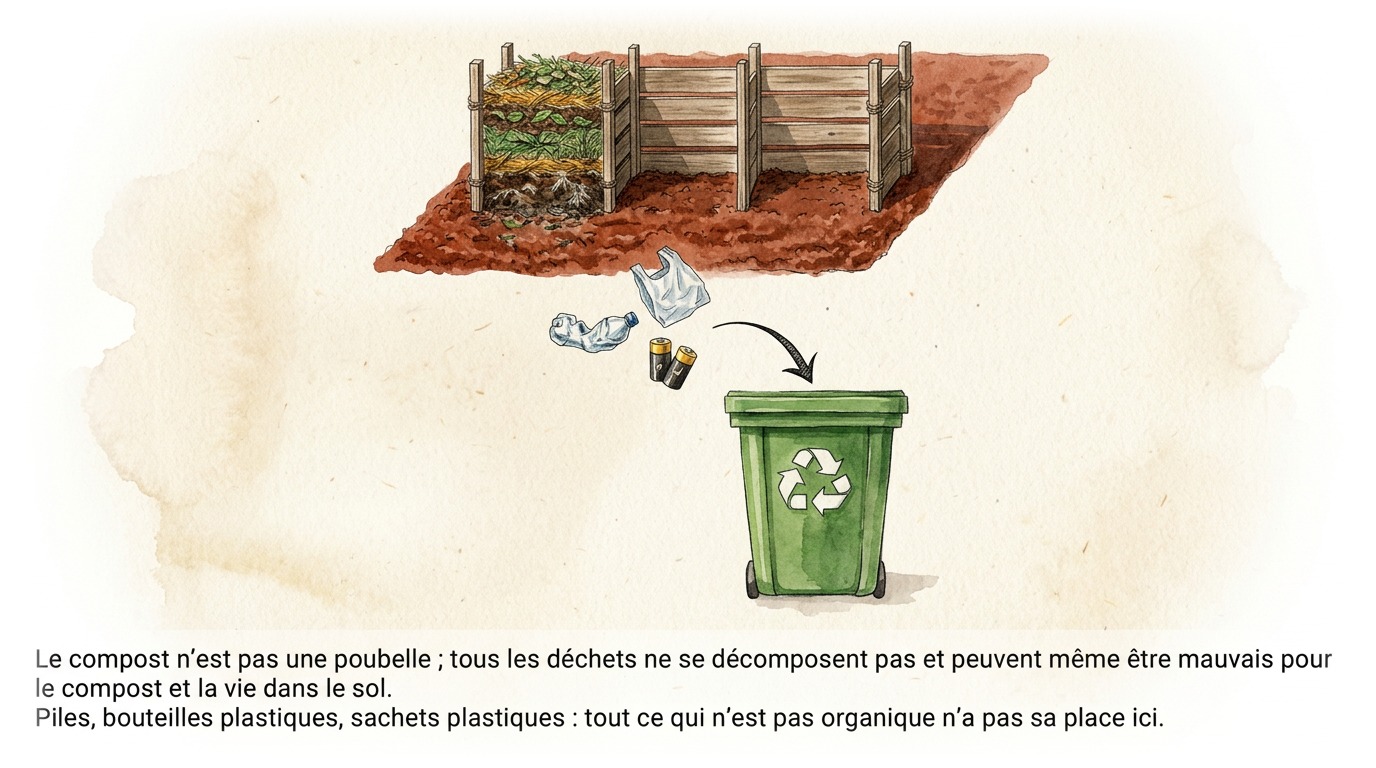 Le compost n’est pas une poubelle ; tous les déchets ne se décomposent pas et peuvent même être mauvais pour
le compost et la vie dans le sol.
Piles, bouteilles plastiques, sachets plastiques : tout ce qui n’est pas organique n’a pas sa place ici.